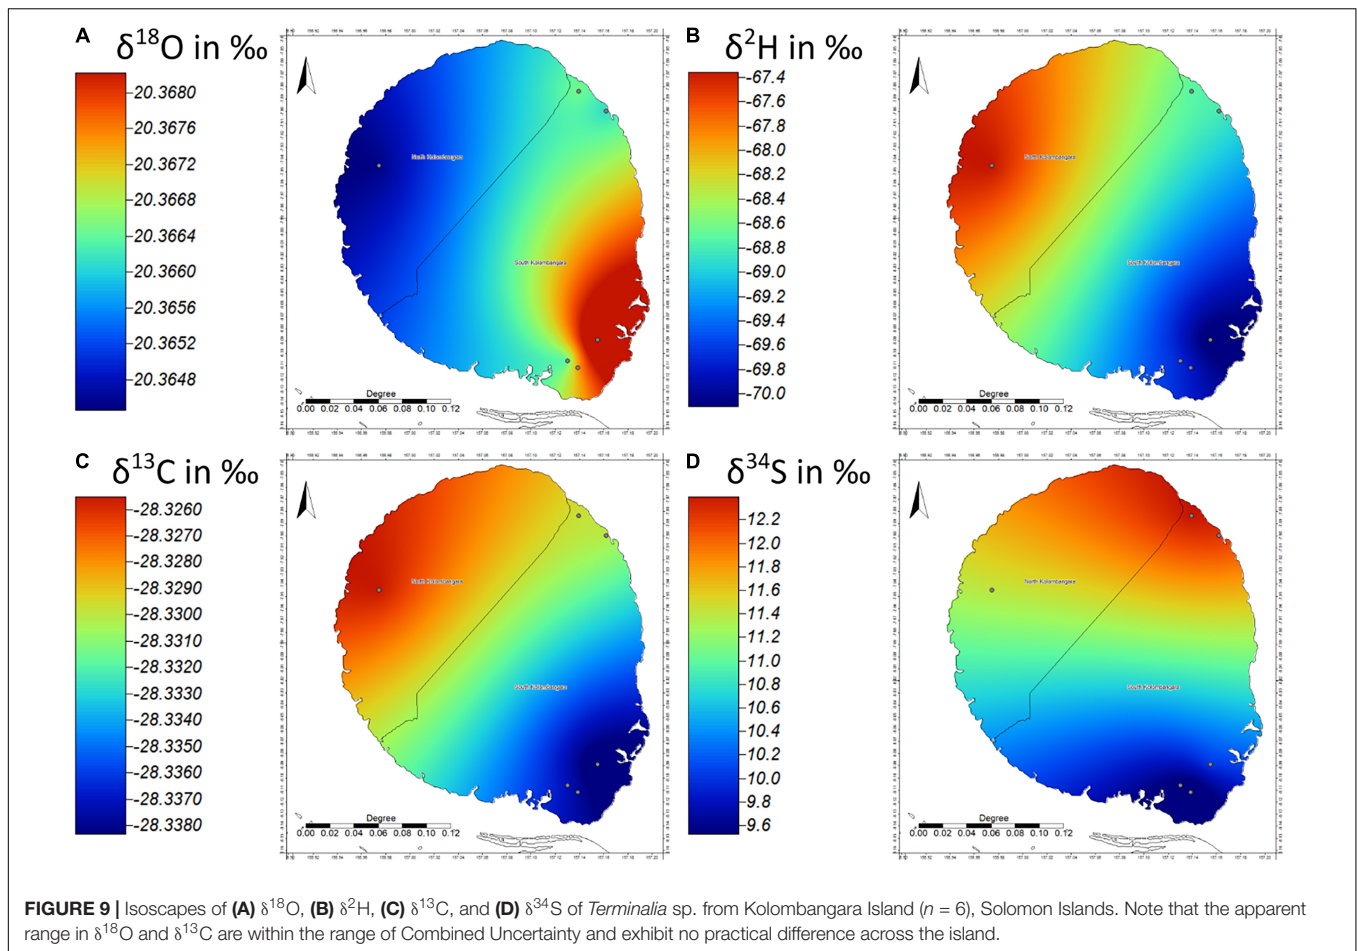 A
δ18O in ‰
20.3680
20.3676
20.3672
20.3668
20.3664
20.3660
20.3656
20.3652
20.3648
North Kolombangara
South Kolombangara
Degree
0.00 0.02 0.04 0.06 0.08 0.10 0.12
B
δ2H in ‰
-67.4
-67.6
-67.8
-68.0
-68.2
-68.4
-68.6
-68.8
-69.0
-69.2
-69.4
-69.6
-69.8
-70.0
North Kolombangara
South Kolombangara
Degree
0.00 0.02 0.04 0.06 0.08 0.10 0.12
C
δ13C in ‰
-28.3260
-28.3270
-28.3280
-28.3290
-28.3300
-28.3310
-28.3320
-28.3330
-28.3340
-28.3350
-28.3360
-28.3370
-28.3380
North Kolombangara
South Kolombangara
Degree
0.00 0.02 0.04 0.06 0.08 0.10 0.12
D
δ34S in ‰
12.2
12.0
11.8
11.6
11.4
11.2
11.0
10.8
10.6
10.4
10.2
10.0
9.8
9.6
North Kolombangara
South Kolombangara
Degree
0.00 0.02 0.04 0.06 0.08 0.10 0.12
FIGURE 9 | Isoscapes of (A) δ18O, (B) δ2H, (C) δ13C, and (D) δ34S of Terminalia sp. from Kolombangara Island (n = 6), Solomon Islands. Note that the apparent
range in δ18O and δ13C are within the range of Combined Uncertainty and exhibit no practical difference across the island.